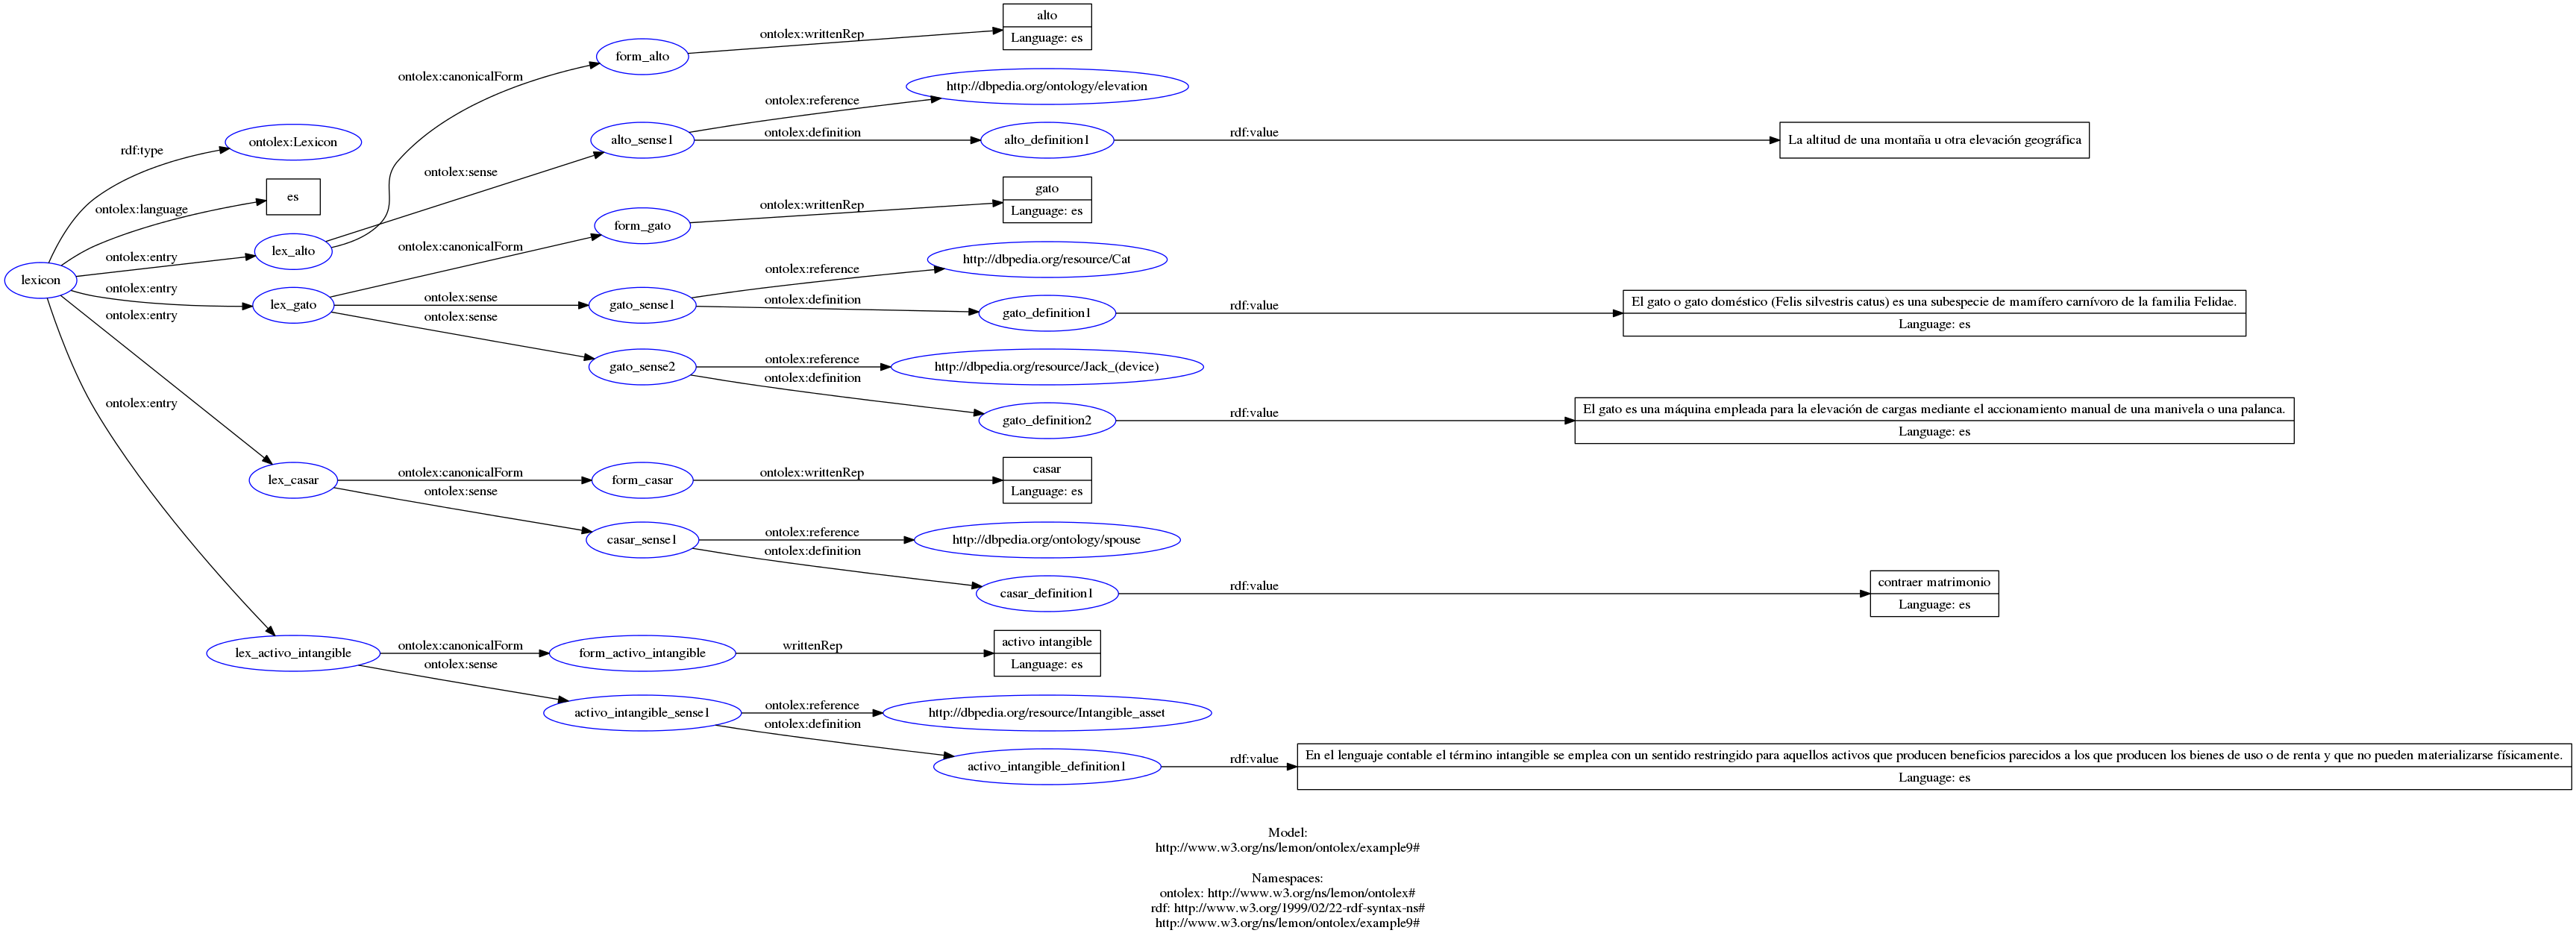 alto
ontolex:writtenRep
Language: es
form_alto
ontolex:canonicalForm
http://dbpedia.org/ontology/elevation
ontolex:reference
ontolex:definition
rdf:value
alto_sense1
alto_definition1
La altitud de una montaña u otra elevación geográfica
ontolex:Lexicon
rdf:type
ontolex:sense
es
gato
ontolex:language
ontolex:writtenRep
Language: es
form_gato
lex_alto
ontolex:canonicalForm
ontolex:entry
http://dbpedia.org/resource/Cat
ontolex:reference
lexicon
ontolex:entry
lex_gato
ontolex:sense
gato_sense1
ontolex:definition
gato_definition1
rdf:value
El gato o gato doméstico (Felis silvestris catus) es una subespecie de mamífero carnívoro de la familia Felidae.
Language: es
ontolex:entry
ontolex:sense
gato_sense2
ontolex:reference
http://dbpedia.org/resource/Jack_(device)
ontolex:definition
ontolex:entry
gato_definition2
rdf:value
El gato es una máquina empleada para la elevación de cargas mediante el accionamiento manual de una manivela o una palanca.
Language: es
casar
lex_casar
ontolex:canonicalForm
form_casar
ontolex:writtenRep
Language: es
ontolex:sense
casar_sense1
ontolex:reference
http://dbpedia.org/ontology/spouse
ontolex:definition
casar_definition1
rdf:value
contraer matrimonio
Language: es
lex_activo_intangible
ontolex:canonicalForm
form_activo_intangible
writtenRep
activo intangible
Language: es
ontolex:sense
activo_intangible_sense1
ontolex:reference
http://dbpedia.org/resource/Intangible_asset
ontolex:definition
activo_intangible_definition1
rdf:value
En el lenguaje contable el término intangible se emplea con un sentido restringido para aquellos activos que producen beneficios parecidos a los que producen los bienes de uso o de renta y que no pueden materializarse físicamente.
Language: es
Model:
http://www.w3.org/ns/lemon/ontolex/example9#
Namespaces:
ontolex: http://www.w3.org/ns/lemon/ontolex#
rdf: http://www.w3.org/1999/02/22-rdf-syntax-ns#
http://www.w3.org/ns/lemon/ontolex/example9#